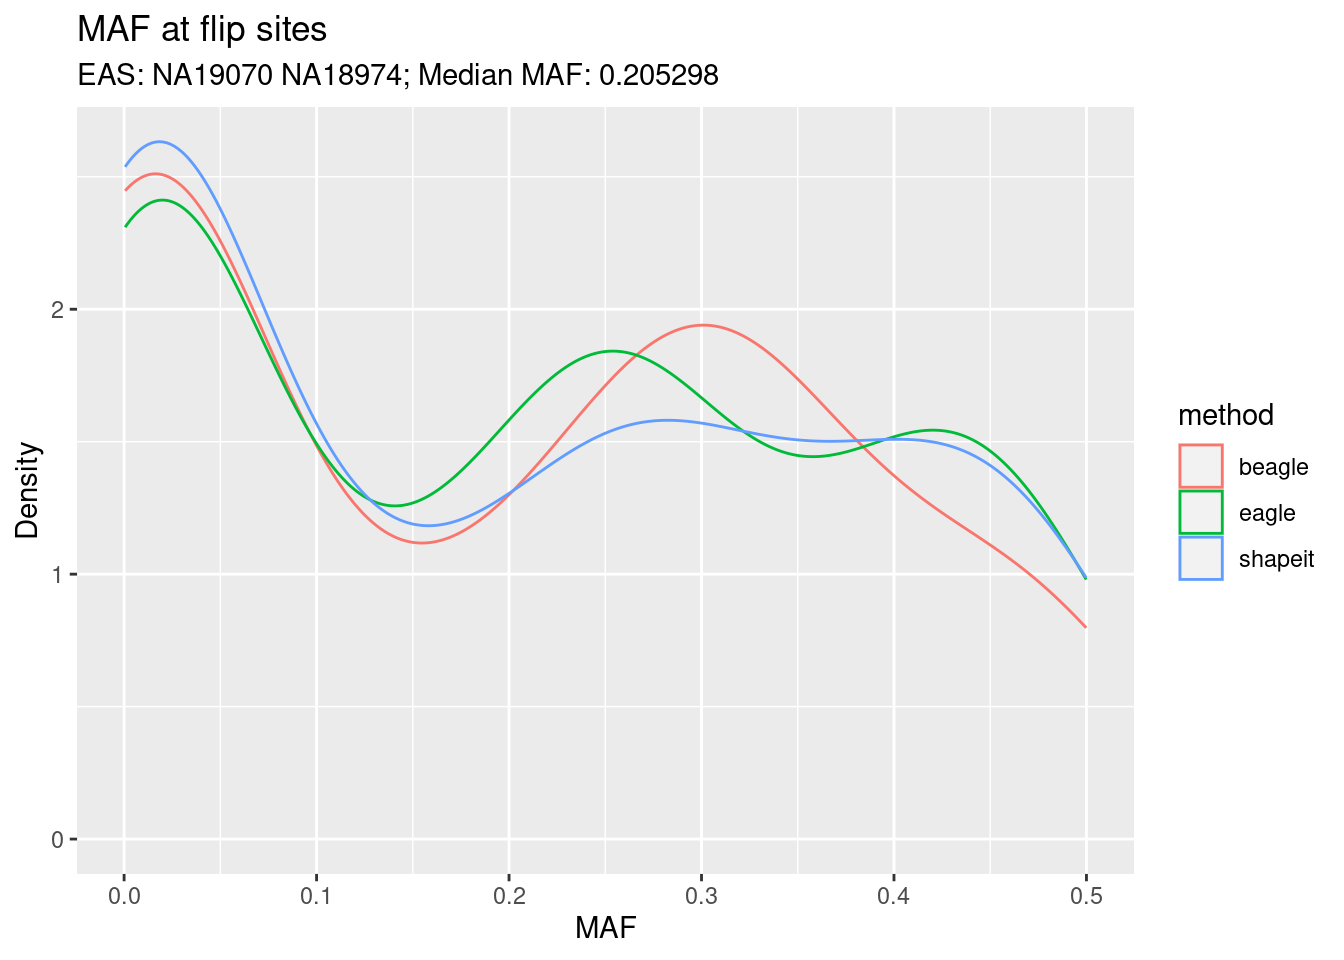 MAF at flip sites
EAS: NA19070 NA18974; Median MAF: 0.205298
Density
2
1
0
0.0 0.1 0.2 0.3 0.4 0.5
MAF
method
beagle
eagle
shapeit